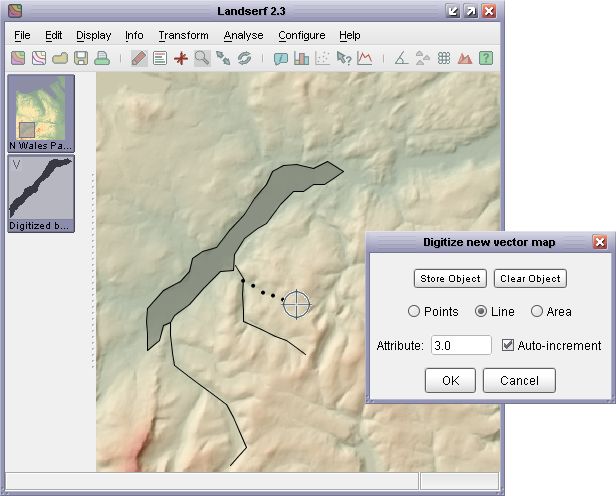 Landserf 2.3
File Edit Display Info Transform Analyse Configure Help
N Wales Pa...
V
Digitized b...
Digitize new vector map
Store Object Clear Object
Points Line Area
Attribute: 3.0 Auto-increment
OK Cancel